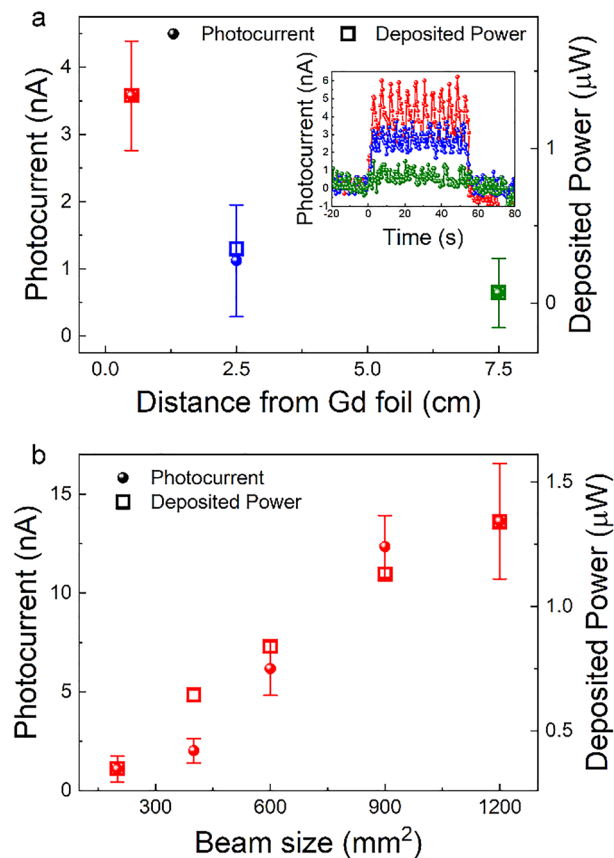 a
Photocurrent Deposited Power
Photocurrent (nA)
4
3
2
1
0
Deposited Power (μW)
1
0
0.0 2.5 5.0 7.5
Distance from Gd foil (cm)
Photocurrent (nA)
6
5
4
3
2
1
0
-1
-20 0 20 40 60 80
Time (s)
b
Photocurrent
Deposited Power
Photocurrent (nA)
15
10
5
0
Deposited Power (μW)
1.5
1.0
0.5
300 600 900 1200
Beam size (mm²)